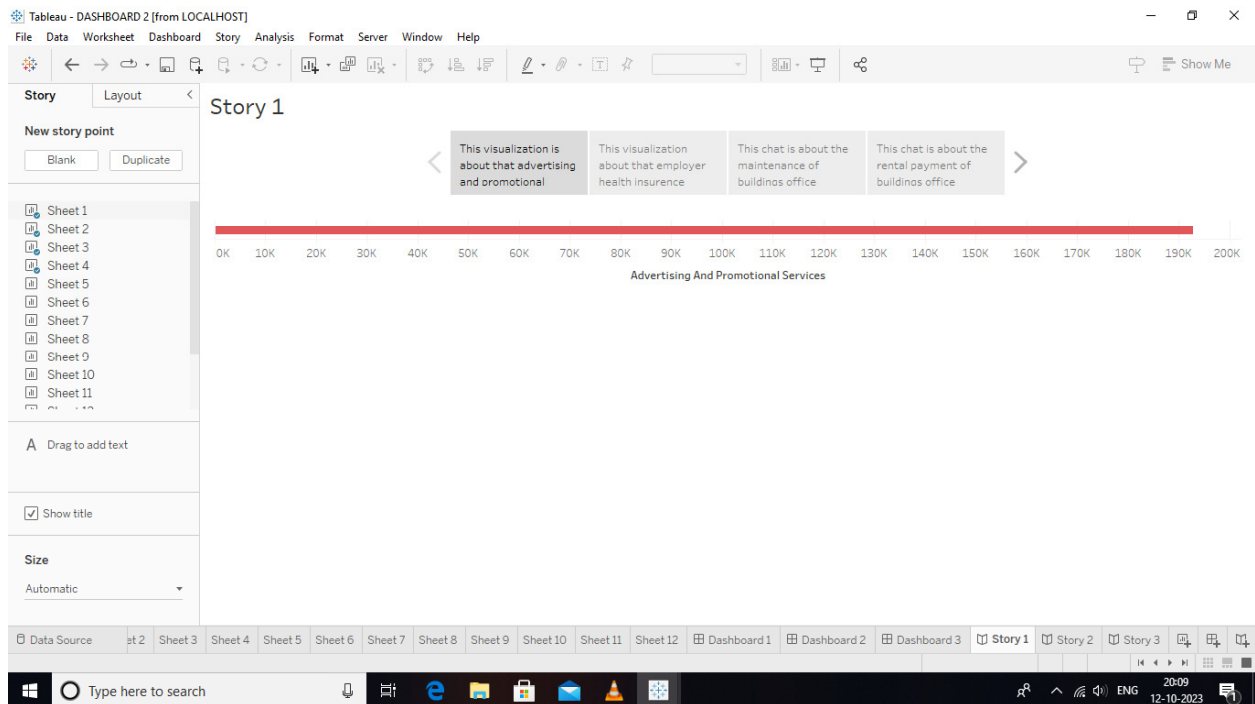 Tableau - DASHBOARD 2 [from LOCALHOST]
File Data Worksheet Dashboard Story Analysis Format Server Window Help
Show Me
Story Layout
New story point
Blank Duplicate
Sheet 1
Sheet 2
Sheet 3
Sheet 4
Sheet 5
Sheet 6
Sheet 7
Sheet 8
Sheet 9
Sheet 10
Sheet 11
A Drag to add text
Show title
Size
Automatic
Story 1
This visualization is
about that advertising
and promotional
This visualization
about that employer
health insurence
This chat is about the
maintenance of
buildings office
This chat is about the
rental payment of
buildings office
0K 10K 20K 30K 40K 50K 60K 70K 80K 90K 100K 110K 120K 130K 140K 150K 160K 170K 180K 190K 200K
Advertising And Promotional Services
Data Source et 2 Sheet 3 Sheet 4 Sheet 5 Sheet 6 Sheet 7 Sheet 8 Sheet 9 Sheet 10 Sheet 11 Sheet 12 Dashboard 1 Dashboard 2 Dashboard 3 Story 1 Story 2 Story 3
Type here to search
ENG
20:09
12-10-2023